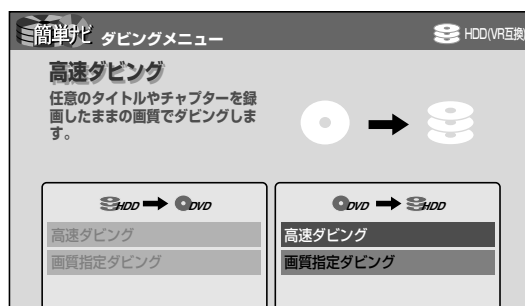 簡単ナビ ダビングメニュー
HDD(VR互換)
高速ダビング
任意のタイトルやチャプターを録
画したままの画質でダビングしま
す。
HDD DVD
高速ダビング
画質指定ダビング
DVD HDD
高速ダビング
画質指定ダビング